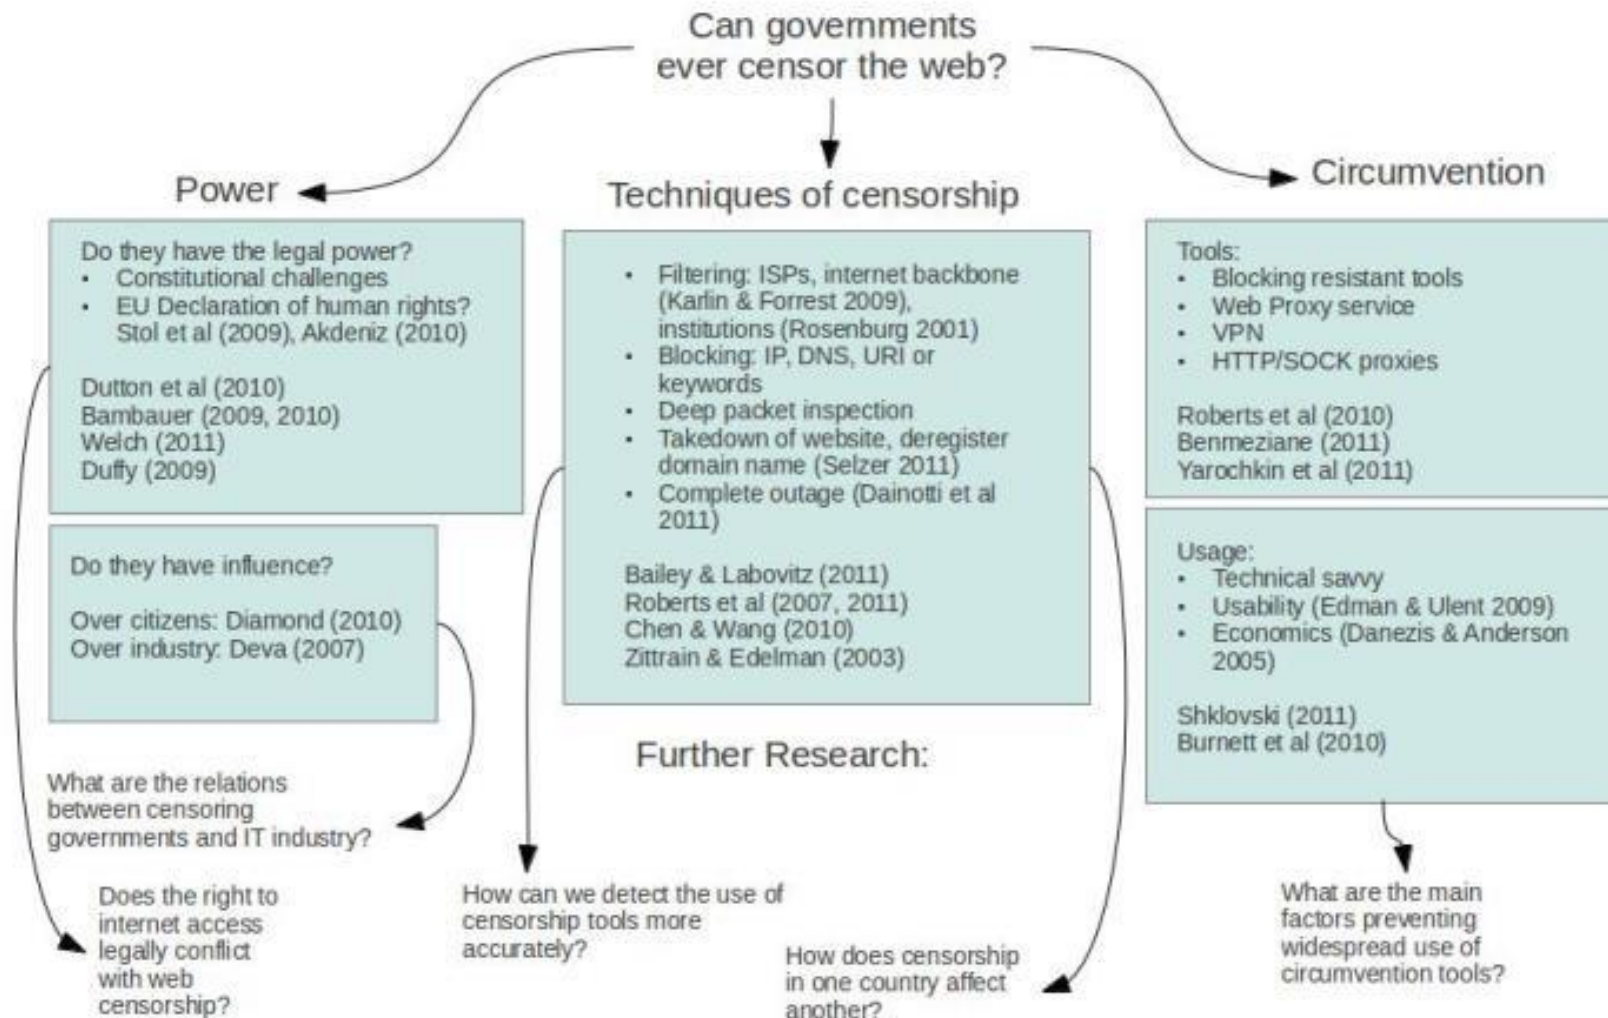 Can governments
ever censor the web?
Power
Do they have the legal power?
• Constitutional challenges
• EU Declaration of human rights?
Stol et al (2009), Akdeniz (2010)
Dutton et al (2010)
Bambauer (2009, 2010)
Welch (2011)
Duffy (2009)
Do they have influence?
Over citizens: Diamond (2010)
Over industry: Deva (2007)
Techniques of censorship
• Filtering: ISPs, internet backbone
(Karlin & Forrest 2009),
institutions (Rosenburg 2001)
• Blocking: IP, DNS, URI or
keywords
• Deep packet inspection
• Takedown of website, deregister
domain name (Selzer 2011)
• Complete outage (Dainotti et al
2011)
Bailey & Labovitz (2011)
Roberts et al (2007, 2011)
Chen & Wang (2010)
Zittrain & Edelman (2003)
Circumvention
Tools:
• Blocking resistant tools
• Web Proxy service
• VPN
• HTTP/SOCK proxies
Roberts et al (2010)
Benmeziane (2011)
Yarochkin et al (2011)
Usage:
• Technical savvy
• Usability (Edman & Ulent 2009)
• Economics (Danezis & Anderson
2005)
Shklovski (2011)
Burnett et al (2010)
Further Research:
What are the relations
between censoring
governments and IT industry?
Does the right to
internet access
legally conflict
with web
censorship?
How can we detect the use of
censorship tools more
accurately?
How does censorship
in one country affect
another?
What are the main
factors preventing
widespread use of
circumvention tools?